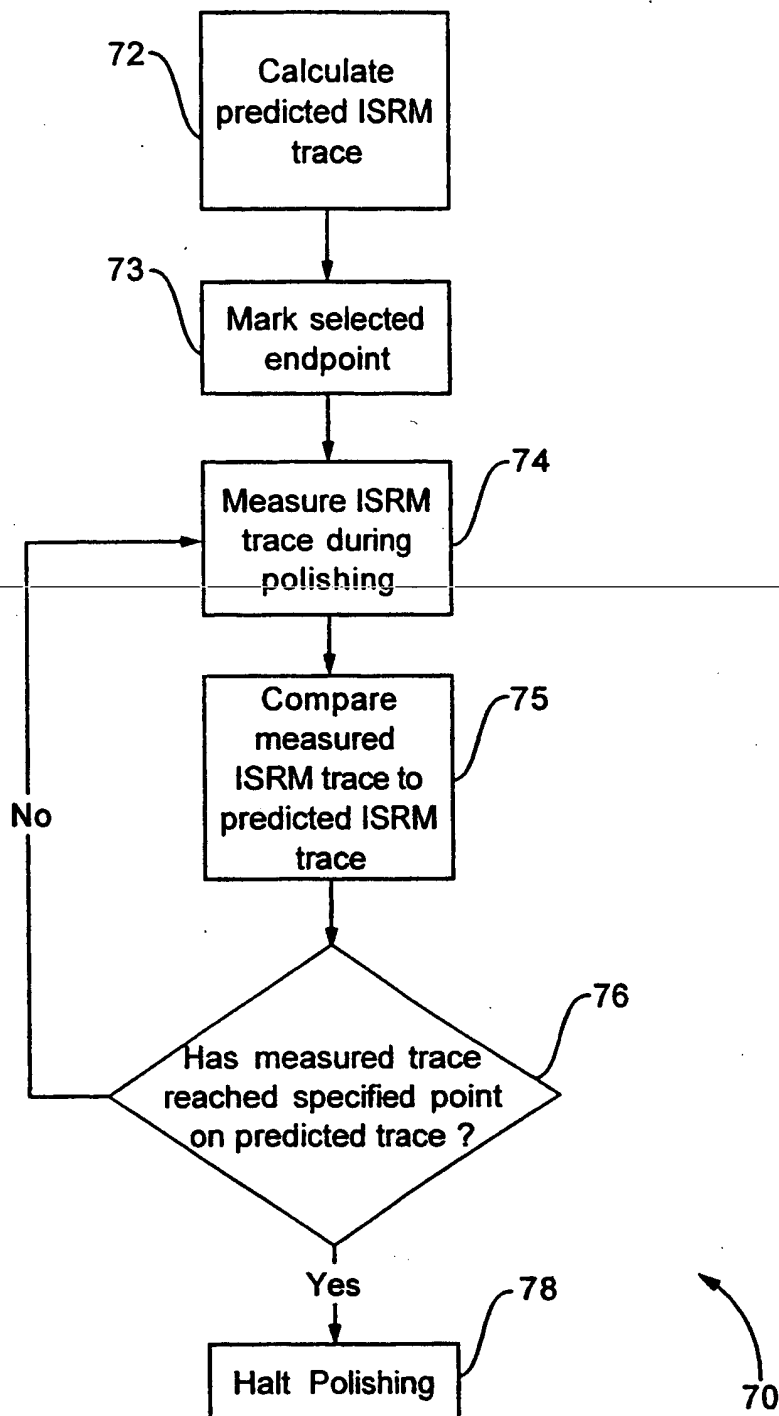 72
Calculate
predicted ISRM
trace
73
Mark selected
endpoint
74
Measure ISRM
trace during
polishing
75
Compare
measured
ISRM trace to
predicted ISRM
trace
No
76
Has measured trace
reached specified point
on predicted trace ?
Yes
78
Halt Polishing
70